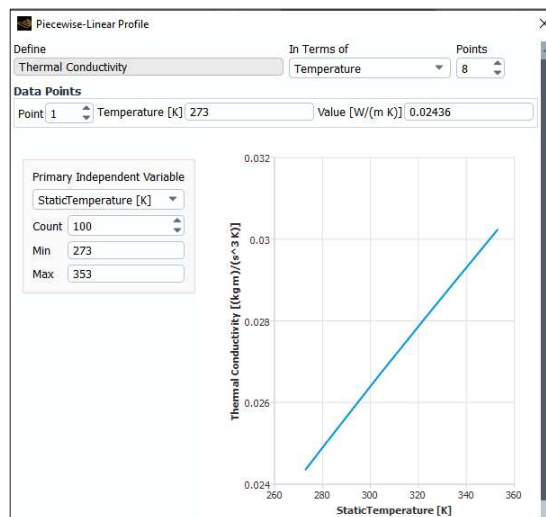 Piecewise-Linear Profile
Define In Terms of Points
Thermal Conductivity Temperature 8
Data Points
Point 1 Temperature [K] 273 Value [W/(m K)] 0.02436
Primary Independent Variable
StaticTemperature [K]
Count 100
Min 273
Max 353
Thermal Conductivity [(kg m)/(s^3 K)]
0.032
0.03
0.028
0.026
0.024
260 280 300 320 340 360
StaticTemperature [K]